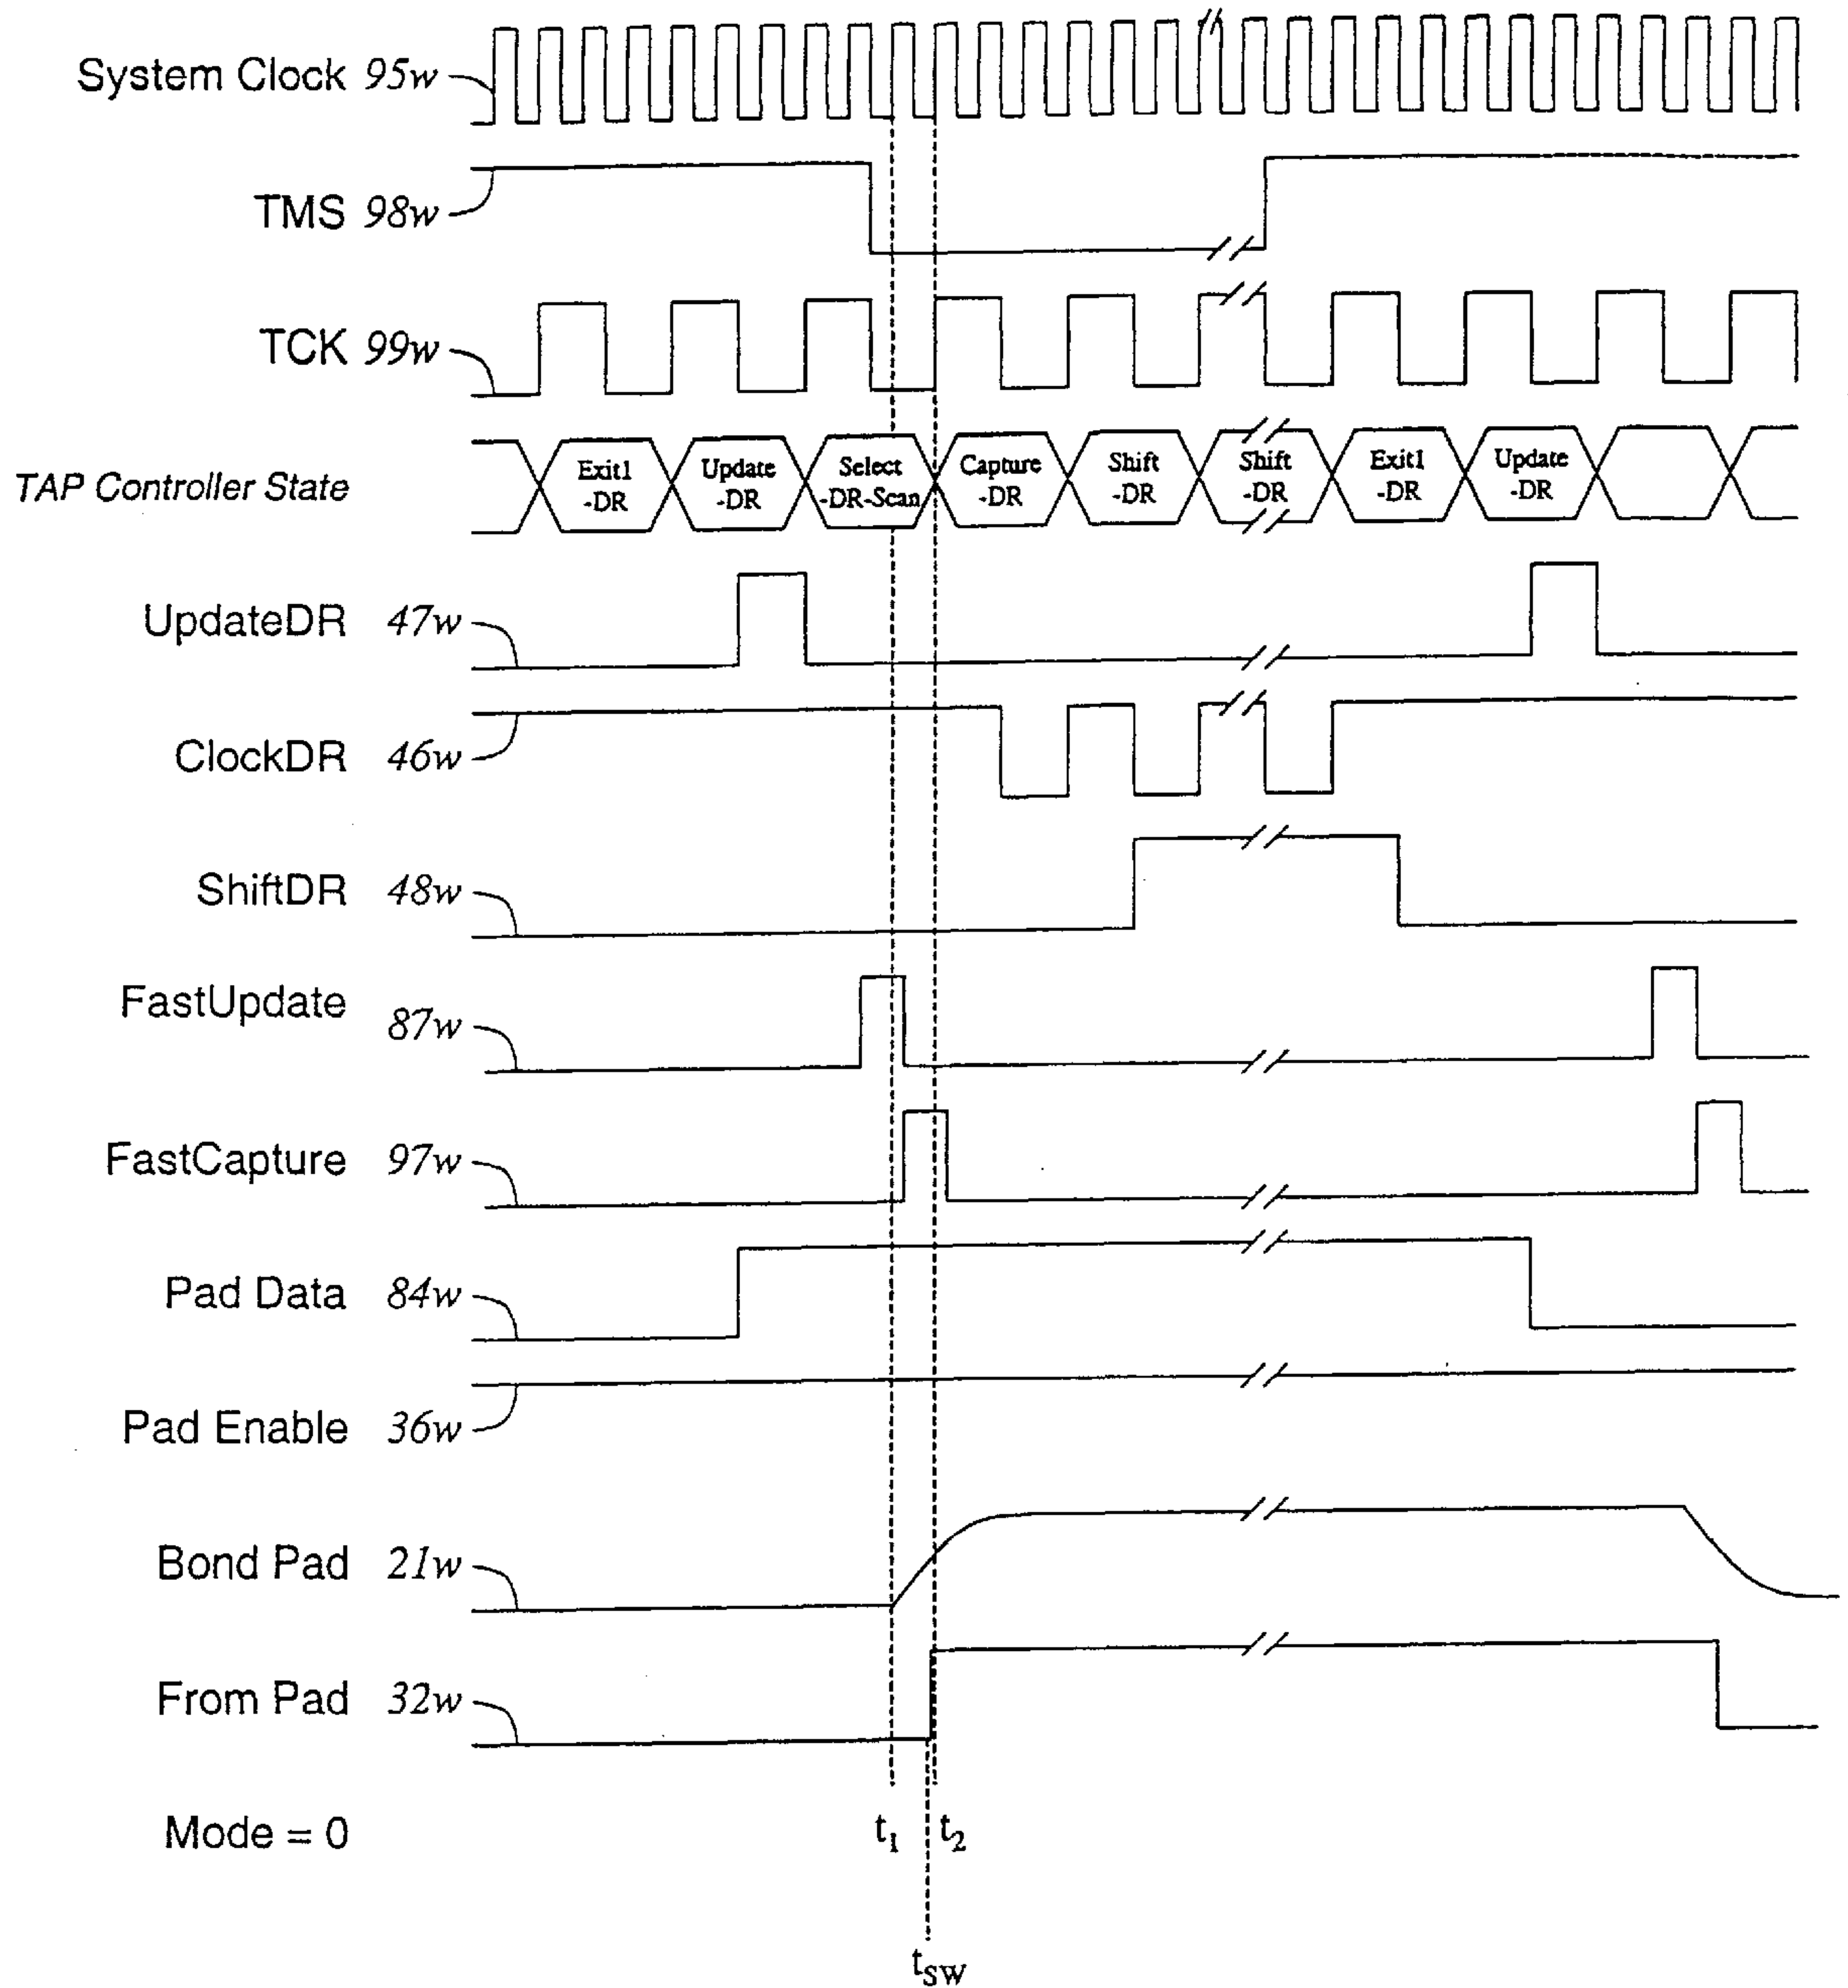 System Clock 95w
TMS 98w
TCK 99w
TAP Controller State
Exit1
-DR
Update
-DR
Select
-DR-Scan
Capture
-DR
Shift
-DR
Shift
-DR
Exit1
-DR
Update
-DR
UpdateDR 47w
ClockDR 46w
ShiftDR 48w
FastUpdate
87w
FastCapture 97w
Pad Data 84w
Pad Enable 36w
Bond Pad 21w
From Pad 32w
Mode = 0
t1
t2
tSW